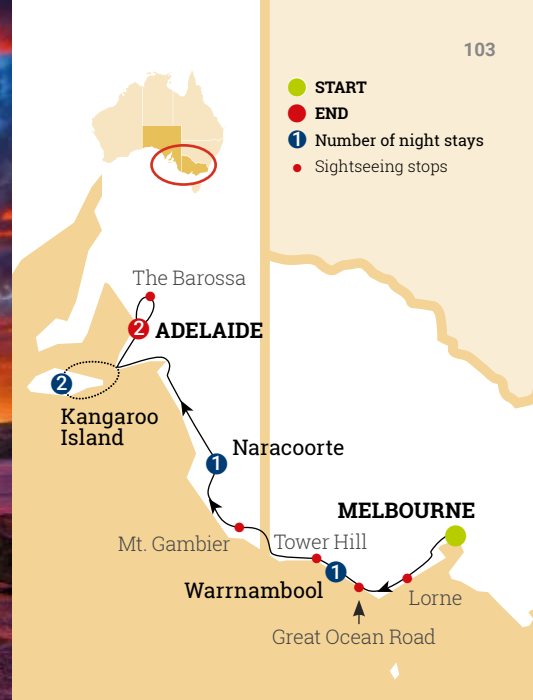 103
START
END
1 Number of night stays
Sightseeing stops
The Barossa
2 ADELAIDE
2
Kangaroo
Island
Naracoorte
1
MELBOURNE
Mt. Gambier
Tower Hill
1
Warrnambool
Lorne
Great Ocean Road